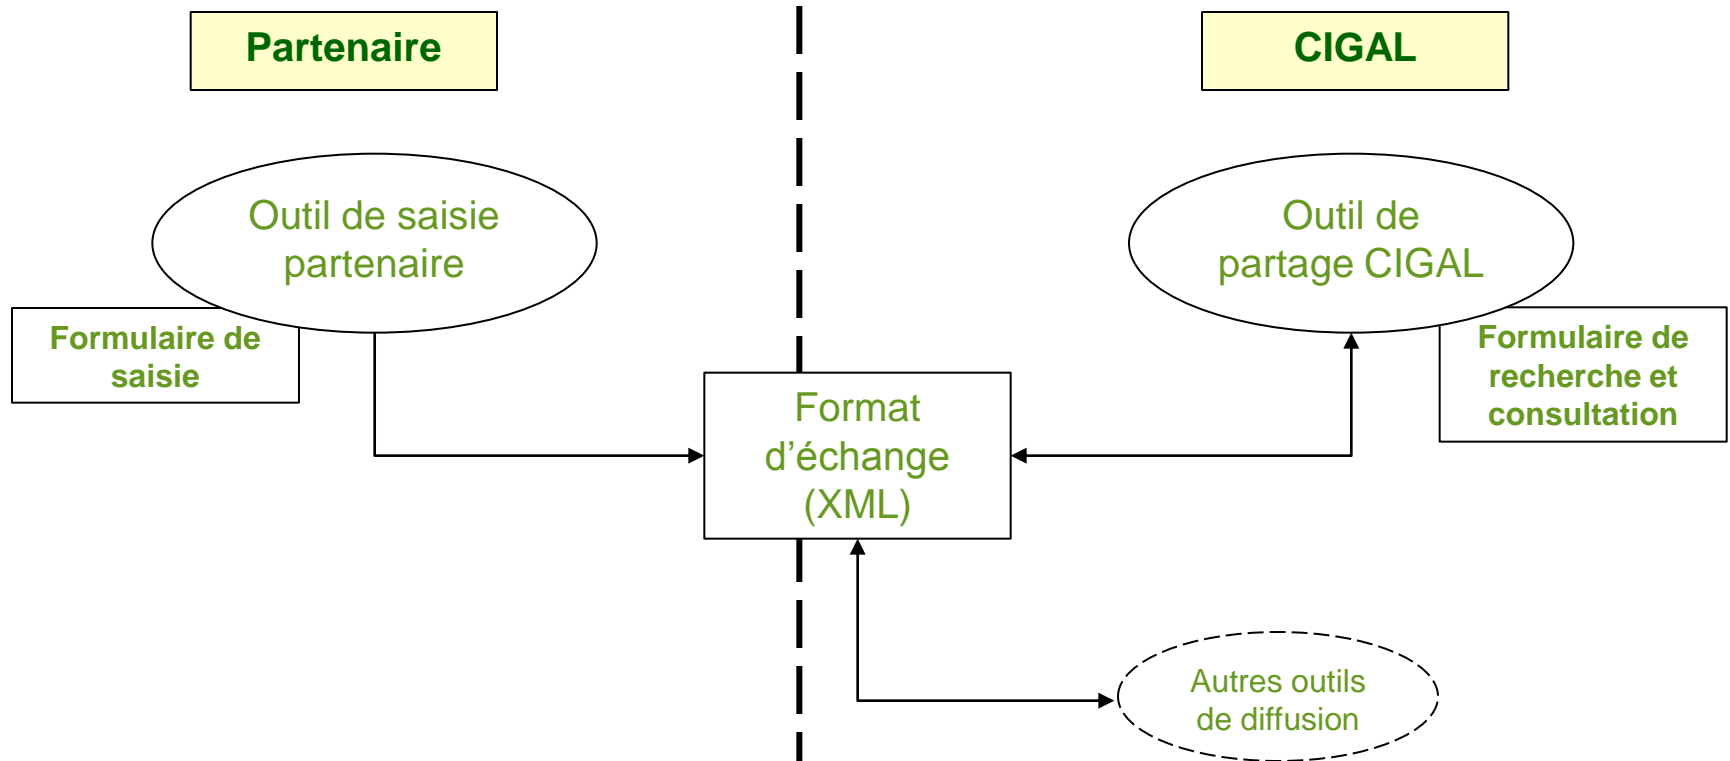 Partenaire
CIGAL
Outil de saisie
partenaire
Outil de
partage CIGAL
Formulaire de
saisie
Formulaire de
recherche et
consultation
Format
d’échange
(XML)
Autres outils
de diffusion